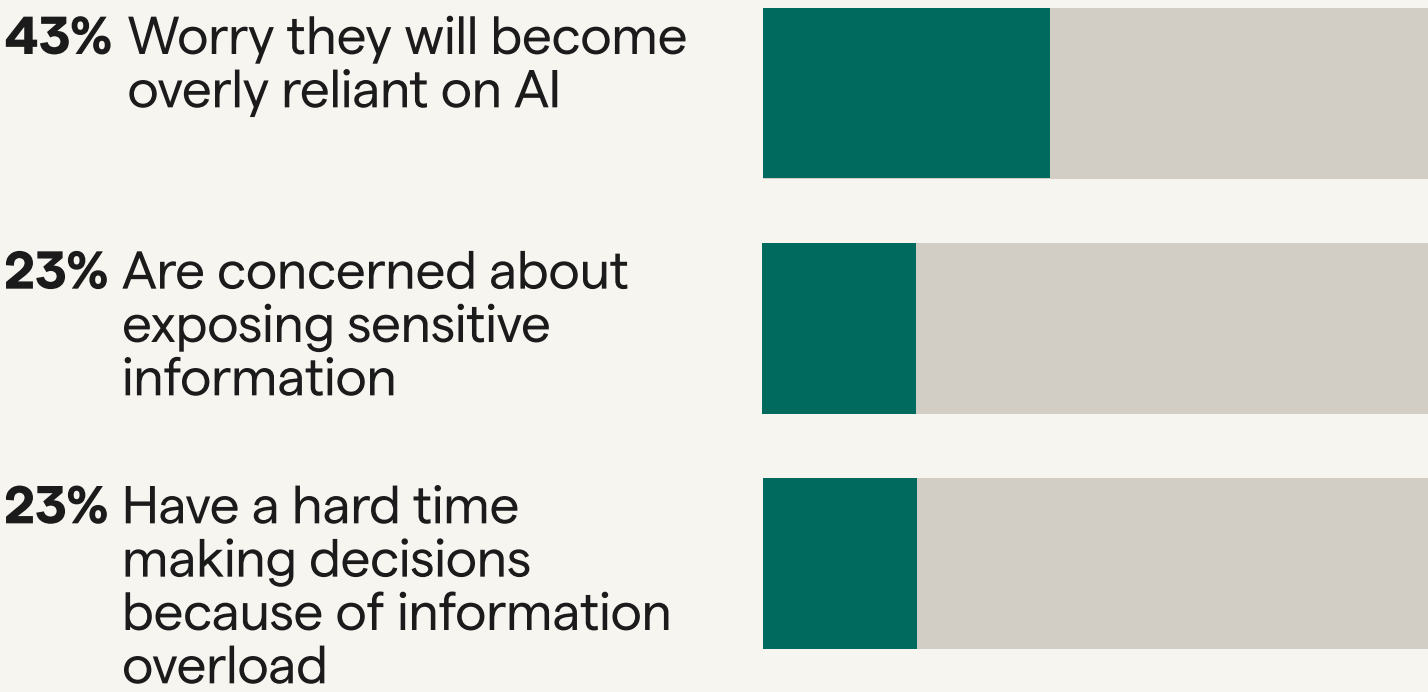 43% Worry they will become
overly reliant on AI
23% Are concerned about
exposing sensitive
information
23% Have a hard time
making decisions
because of information
overload